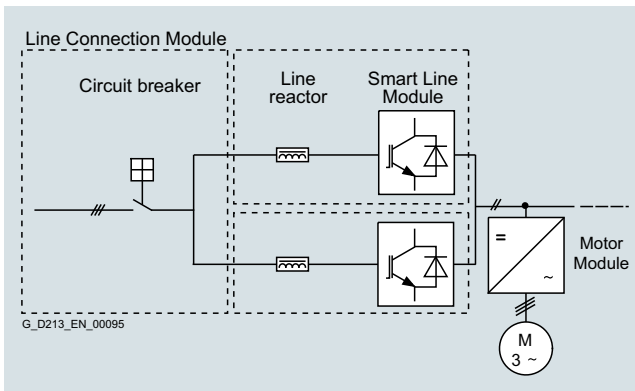 Line Connection Module
Circuit breaker
Line
reactor
Smart Line
Module
=
~
Motor
Module
G_D213_EN_00095
M
3 ~